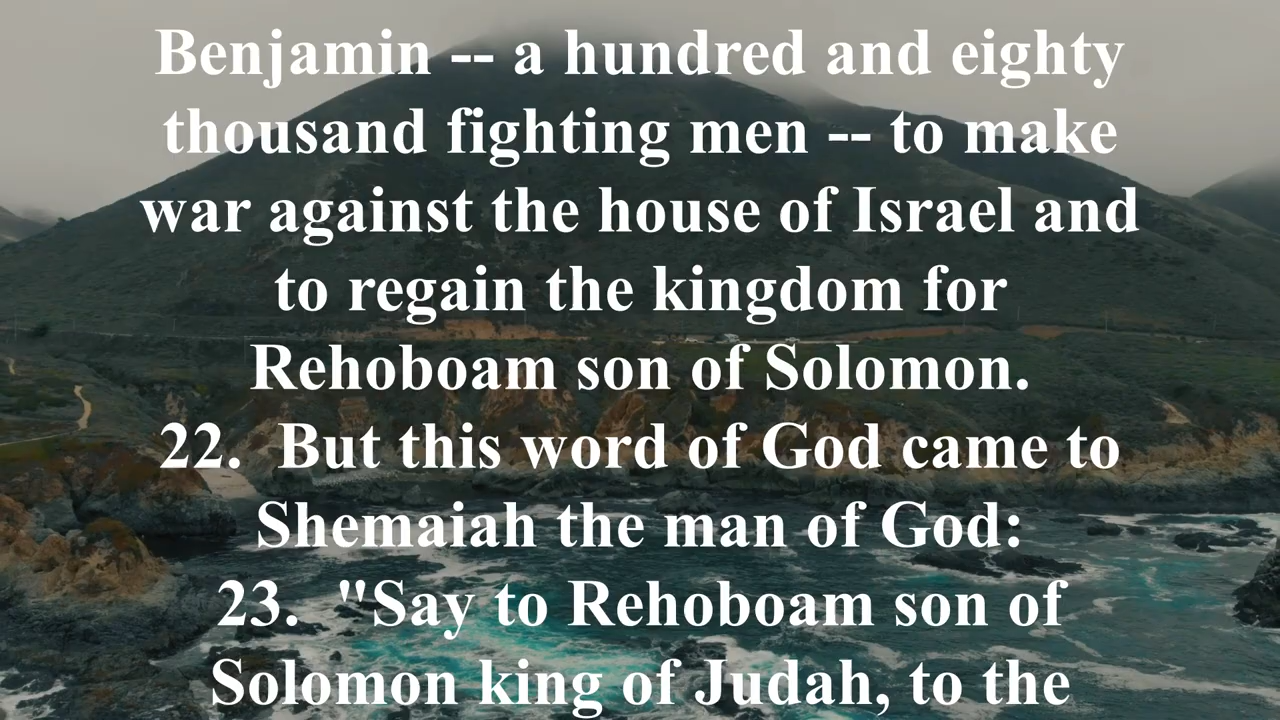 Benjamin -- a hundred and eighty
thousand fighting men -- to make
war against the house of Israel and
to regain the kingdom for
Rehoboam son of Solomon.
22.  But this word of God came to
Shemaiah the man of God:
23.  "Say to Rehoboam son of
Solomon king of Judah, to the